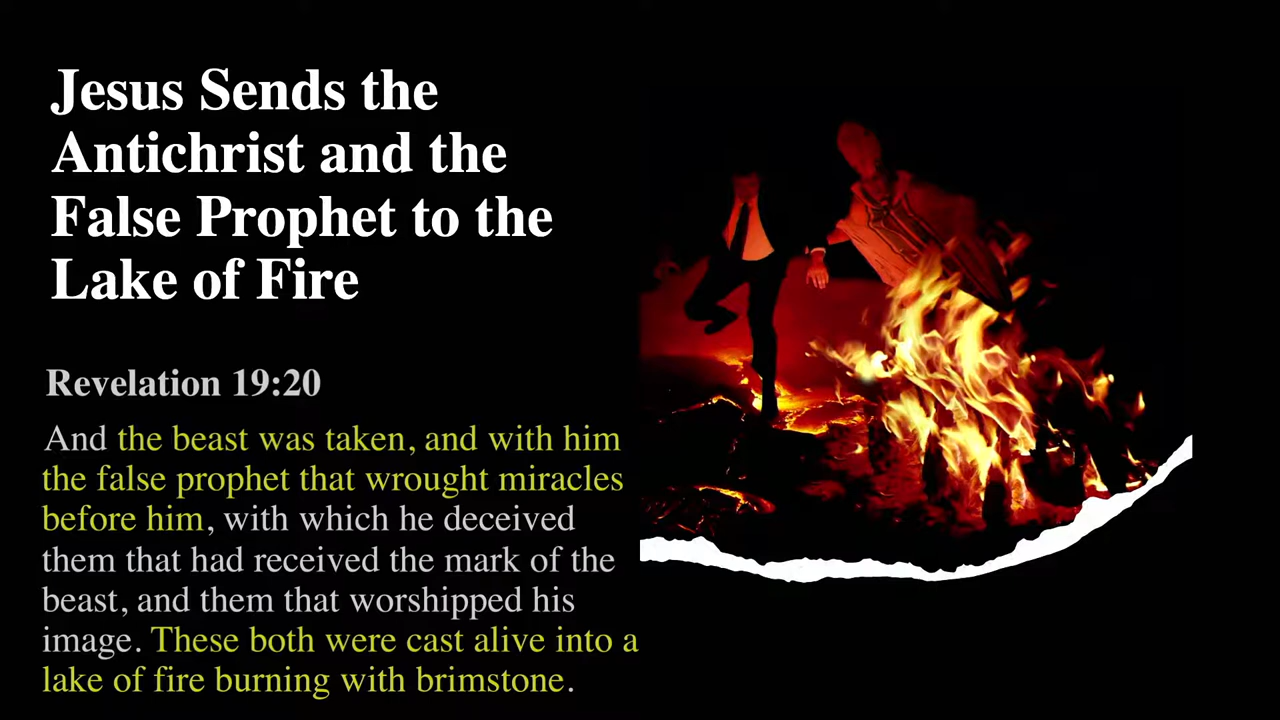 Jesus Sends the
Antichrist and the
False Prophet to the
Lake of Fire
Revelation 19:20
And the beast was taken, and with him
the false prophet that wrought miracles
before him, with which he deceived
them that had received the mark of the
beast, and them that worshipped his
image. These both were cast alive into a
lake of fire burning with brimstone.